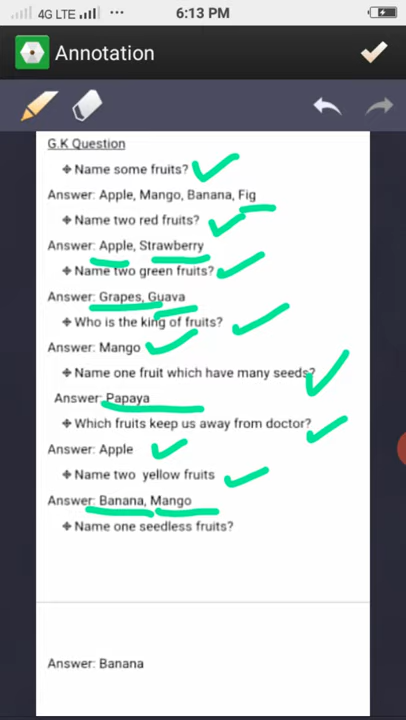 4G LTE 6:13 PM
Annotation
G.K Question
Name some fruits?
Answer: Apple, Mango, Banana, Fig
Name two red fruits?
Answer: Apple, Strawberry
Name two green fruits?
Answer: Grapes, Guava
Who is the king of fruits?
Answer: Mango
Name one fruit which have many seeds?
Answer: Papaya
Which fruits keep us away from doctor?
Answer: Apple
Name two yellow fruits
Answer: Banana, Mango
Name one seedless fruits?
Answer: Banana